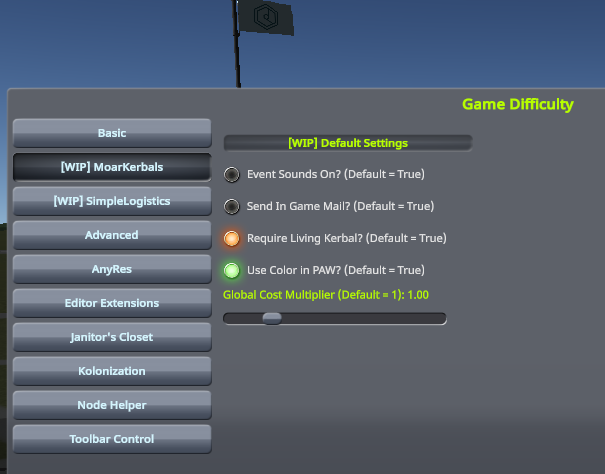 Game Difficulty
Basic
[WIP] MoarKerbals
[WIP] SimpleLogistics
Advanced
AnyRes
Editor Extensions
Janitor's Closet
Kolonization
Node Helper
Toolbar Control
[WIP] Default Settings
Event Sounds On? (Default = True)
Send In Game Mail? (Default = True)
Require Living Kerbal? (Default = True)
Use Color in PAW? (Default = True)
Global Cost Multiplier (Default = 1): 1.00